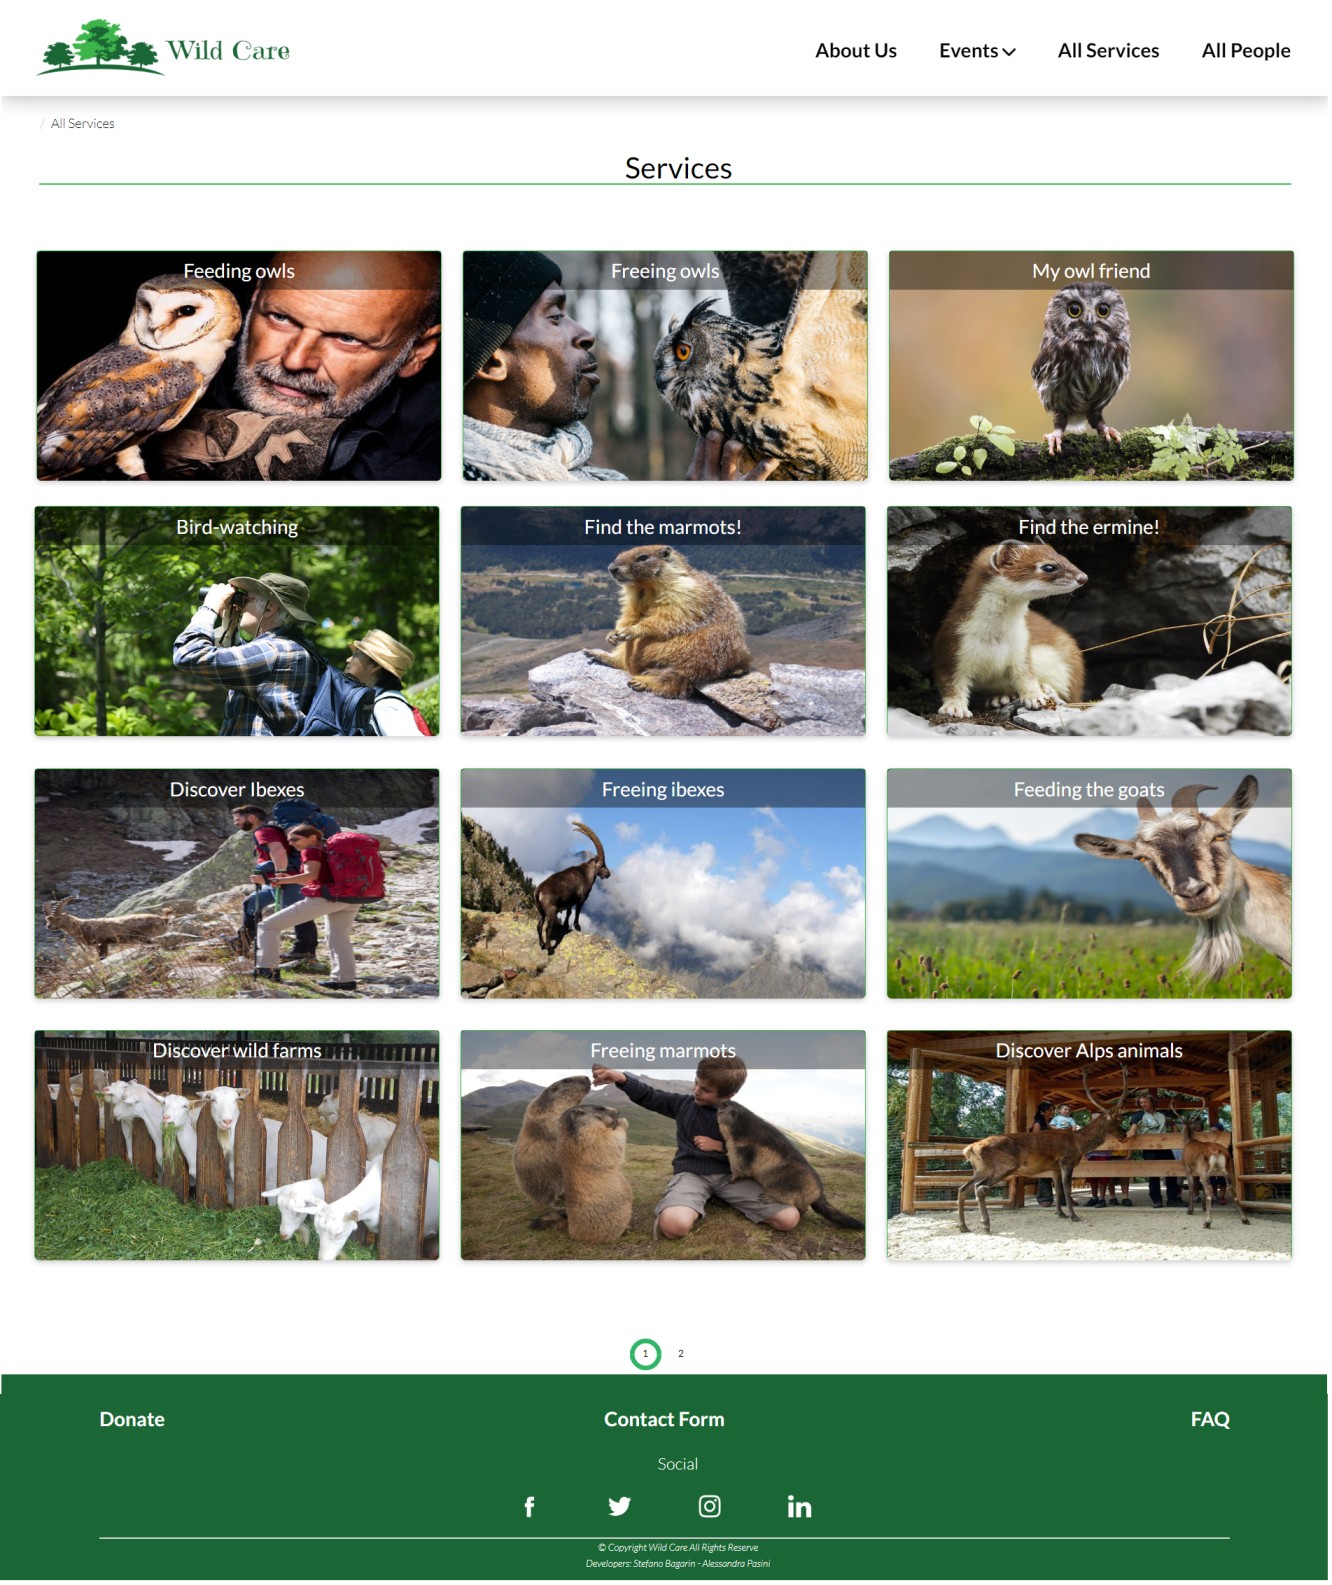 Wild Care
About Us Events All Services All People
/ All Services
Services
Feeding owls
Freeing owls
My owl friend
Bird-watching
Find the marmots!
Find the ermine!
Discover Ibexes
Freeing ibexes
Feeding the goats
Discover wild farms
Freeing marmots
Discover Alps animals
1 2
Donate Contact Form FAQ
Social
© Copyright Wild Care All Rights Reserve
Developers: Stefano Bagarin - Alessandra Pasini